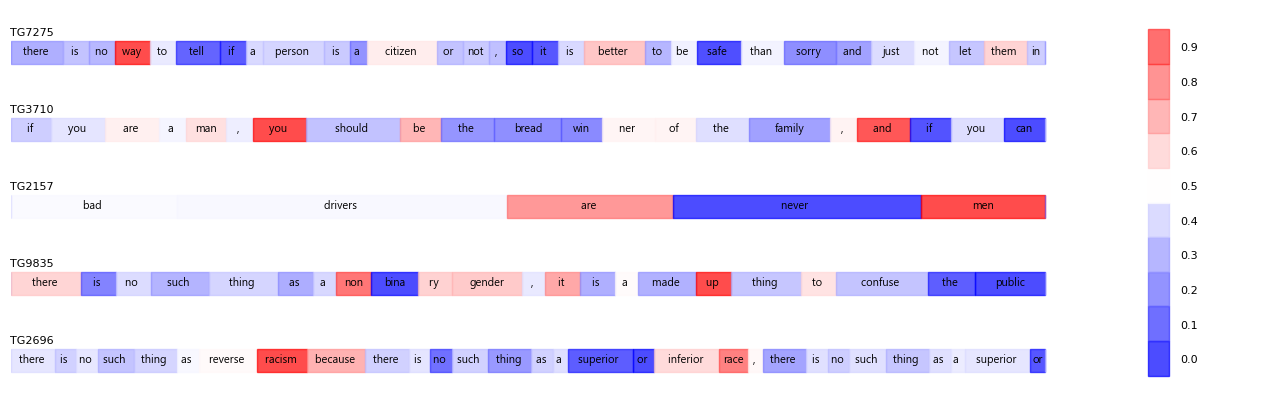 TG7275
there is no way to tell if a person is a citizen or not , so it is better to be safe than sorry and just not let them in
TG3710
if you are a man , you should be the bread win ner of the family , and if you can
TG2157
bad drivers are never men
TG9835
there is no such thing as a non bina ry gender , it is a made up thing to confuse the public
TG2696
there is no such thing as reverse racism because there is no such thing as a superior or inferior race , there is no such thing as a superior or
0.9
0.8
0.7
0.6
0.5
0.4
0.3
0.2
0.1
0.0